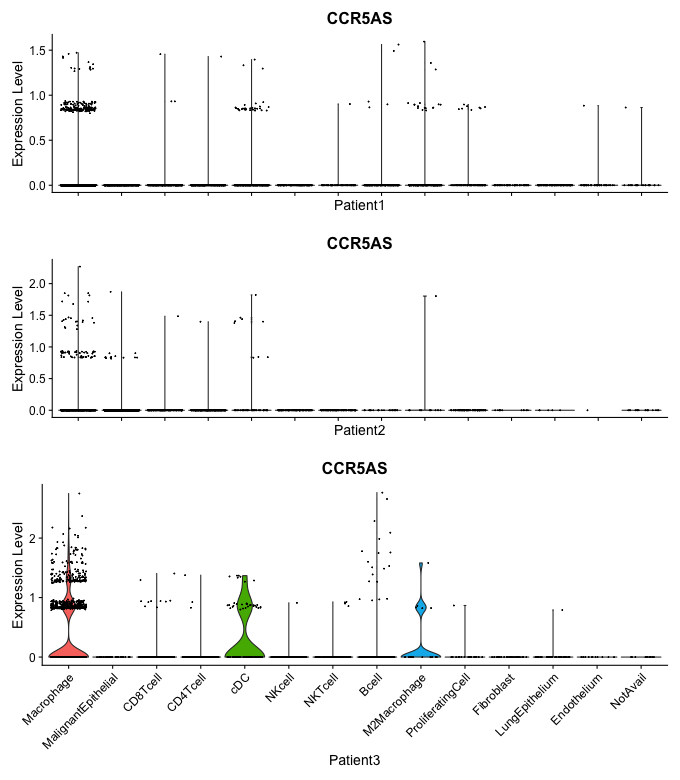 CCR5AS
Expression Level
1.5
1.0
0.5
0.0
Patient1
CCR5AS
Expression Level
2.0
1.5
1.0
0.5
0.0
Patient2
CCR5AS
Expression Level
2
1
0
Macrophage
MalignantEpithelial
CD8Tcell
CD4Tcell
cDC
NKcell
NKTcell
Bcell
M2Macrophage
ProliferatingCell
Fibroblast
LungEpithelium
Endothelium
NotAvail
Patient3